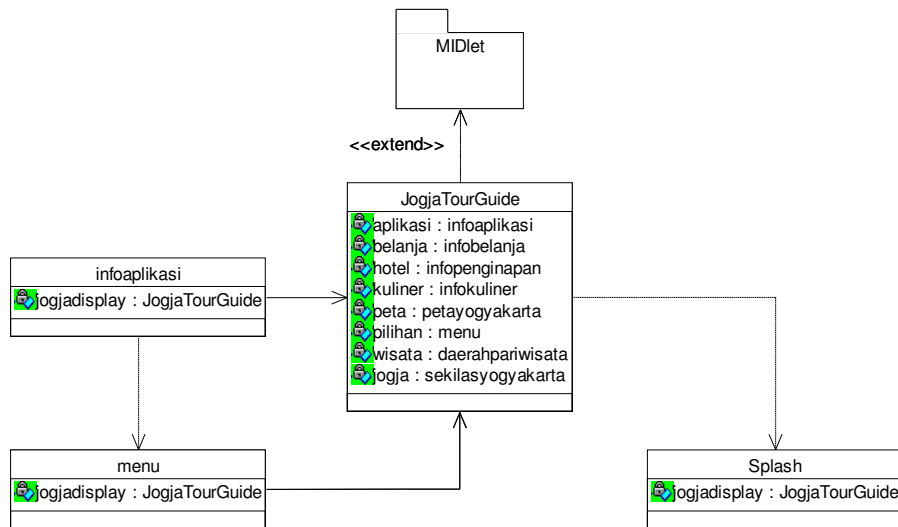 MIDlet
<<extend>>
JogjaTourGuide
aplikasi : infoaplikasi
belanja : infobelanja
hotel : infopenginapan
kuliner : infokuliner
peta : petayogyakarta
pilihan : menu
wisata : daerahpariwisata
jogja : sekilasyogyakarta
infoaplikasi
jogjadisplay : JogjaTourGuide
menu
jogjadisplay : JogjaTourGuide
Splash
jogjadisplay : JogjaTourGuide